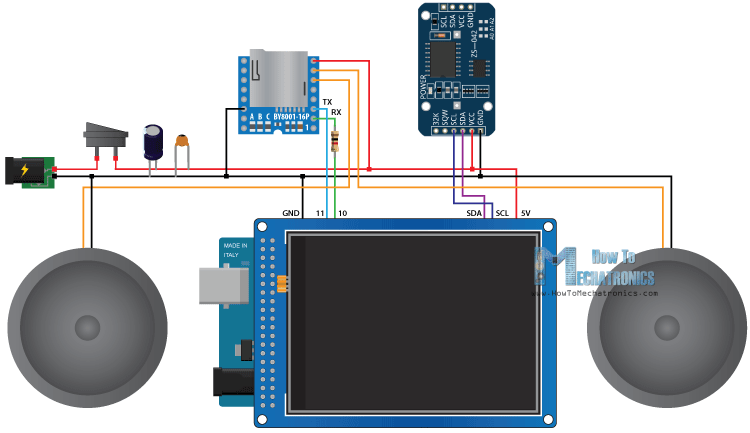 SCL
SDA
VCC
GND
A0 A1 A2
ZS-042
POWER
32K
SQW
SCL
SDA
VCC
GND
TX
RX
A B C BY8001-16P
1
GND 11 10 SDA SCL 5V
MADE IN
ITALY
How To
MECHATRONICS
www.HowToMechatronics.com